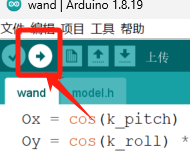 wand | Arduino 1.8.19
文件 编辑 项目 工具 帮助
上传
wand model.h
Ox = cos(k_pitch)
Oy = cos(k_roll) *